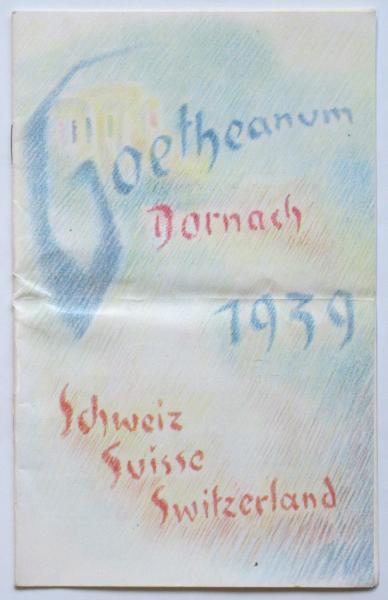 Goetheanum
Dornach
1939
Schweiz
Suisse
Switzerland